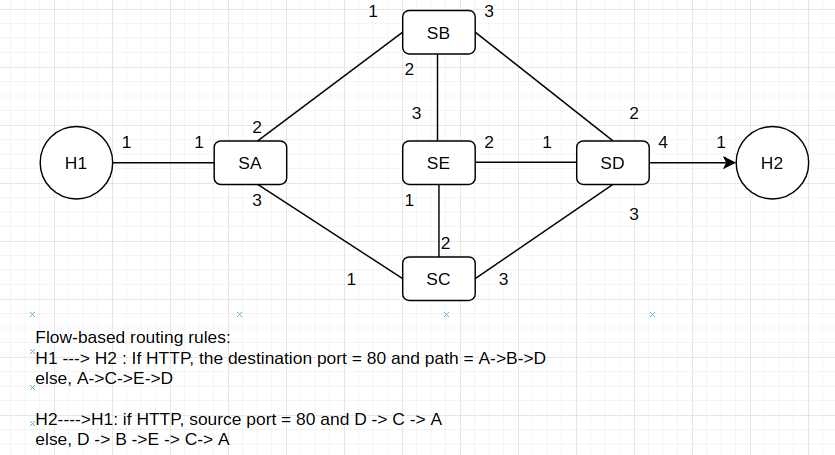 1
3
SB
2
2
3
2
H1
1
1
SA
SE
2
1
SD
4
1
H2
3
1
3
2
1
SC
3
Flow-based routing rules:
H1 ---> H2 : If HTTP, the destination port = 80 and path = A->B->D
else, A->C->E->D
H2---->H1: if HTTP, source port = 80 and D -> C -> A
else, D -> B ->E -> C-> A